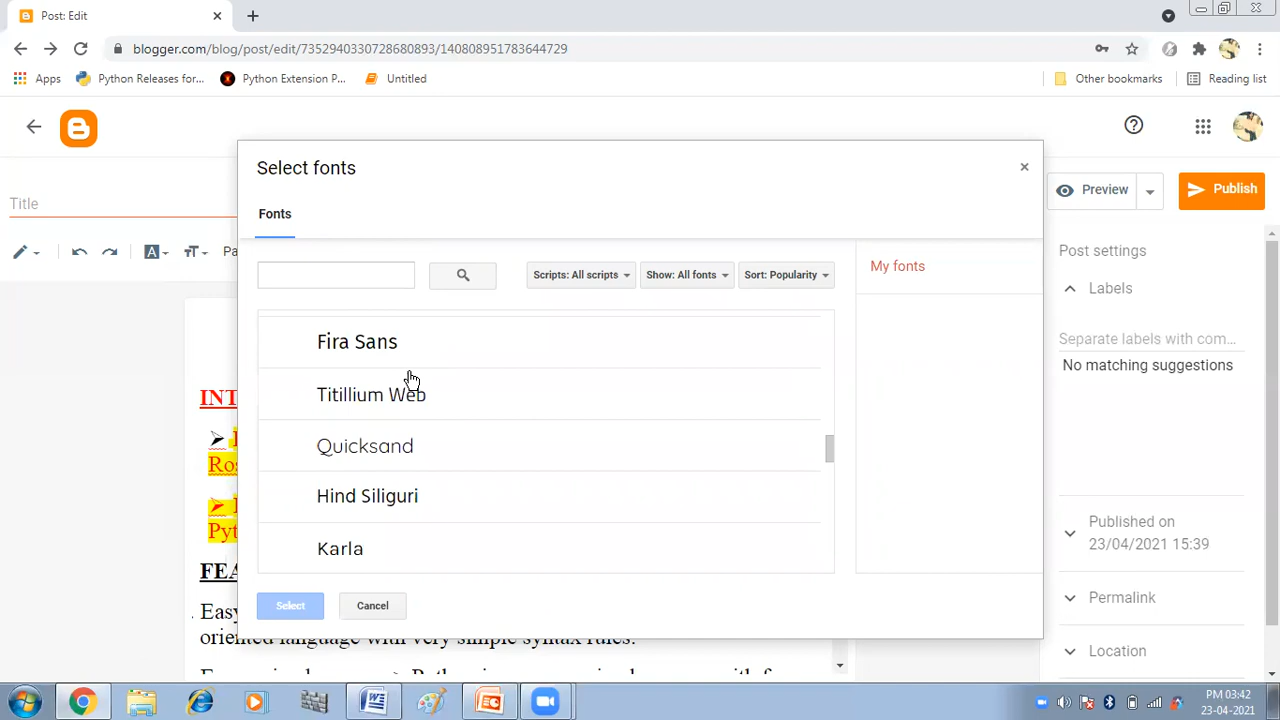 Post: Edit
blogger.com/blog/post/edit/7352940330728680893/140808951783644729
Apps Python Releases for... Python Extension P... Untitled Other bookmarks Reading list
Select fonts
Fonts
Title
Preview
Publish
Pa
Scripts: All scripts Show: All fonts Sort: Popularity
My fonts
Fira Sans
Titillium Web
Quicksand
Hind Siliguri
Karla
Select Cancel
Post settings
Labels
Separate labels with com...
No matching suggestions
Published on
23/04/2021 15:39
Permalink
Location
INT
Ros
Pyt
FEA
. Easy
oriented language with very simple syntax rules.
PM 03:42
23-04-2021